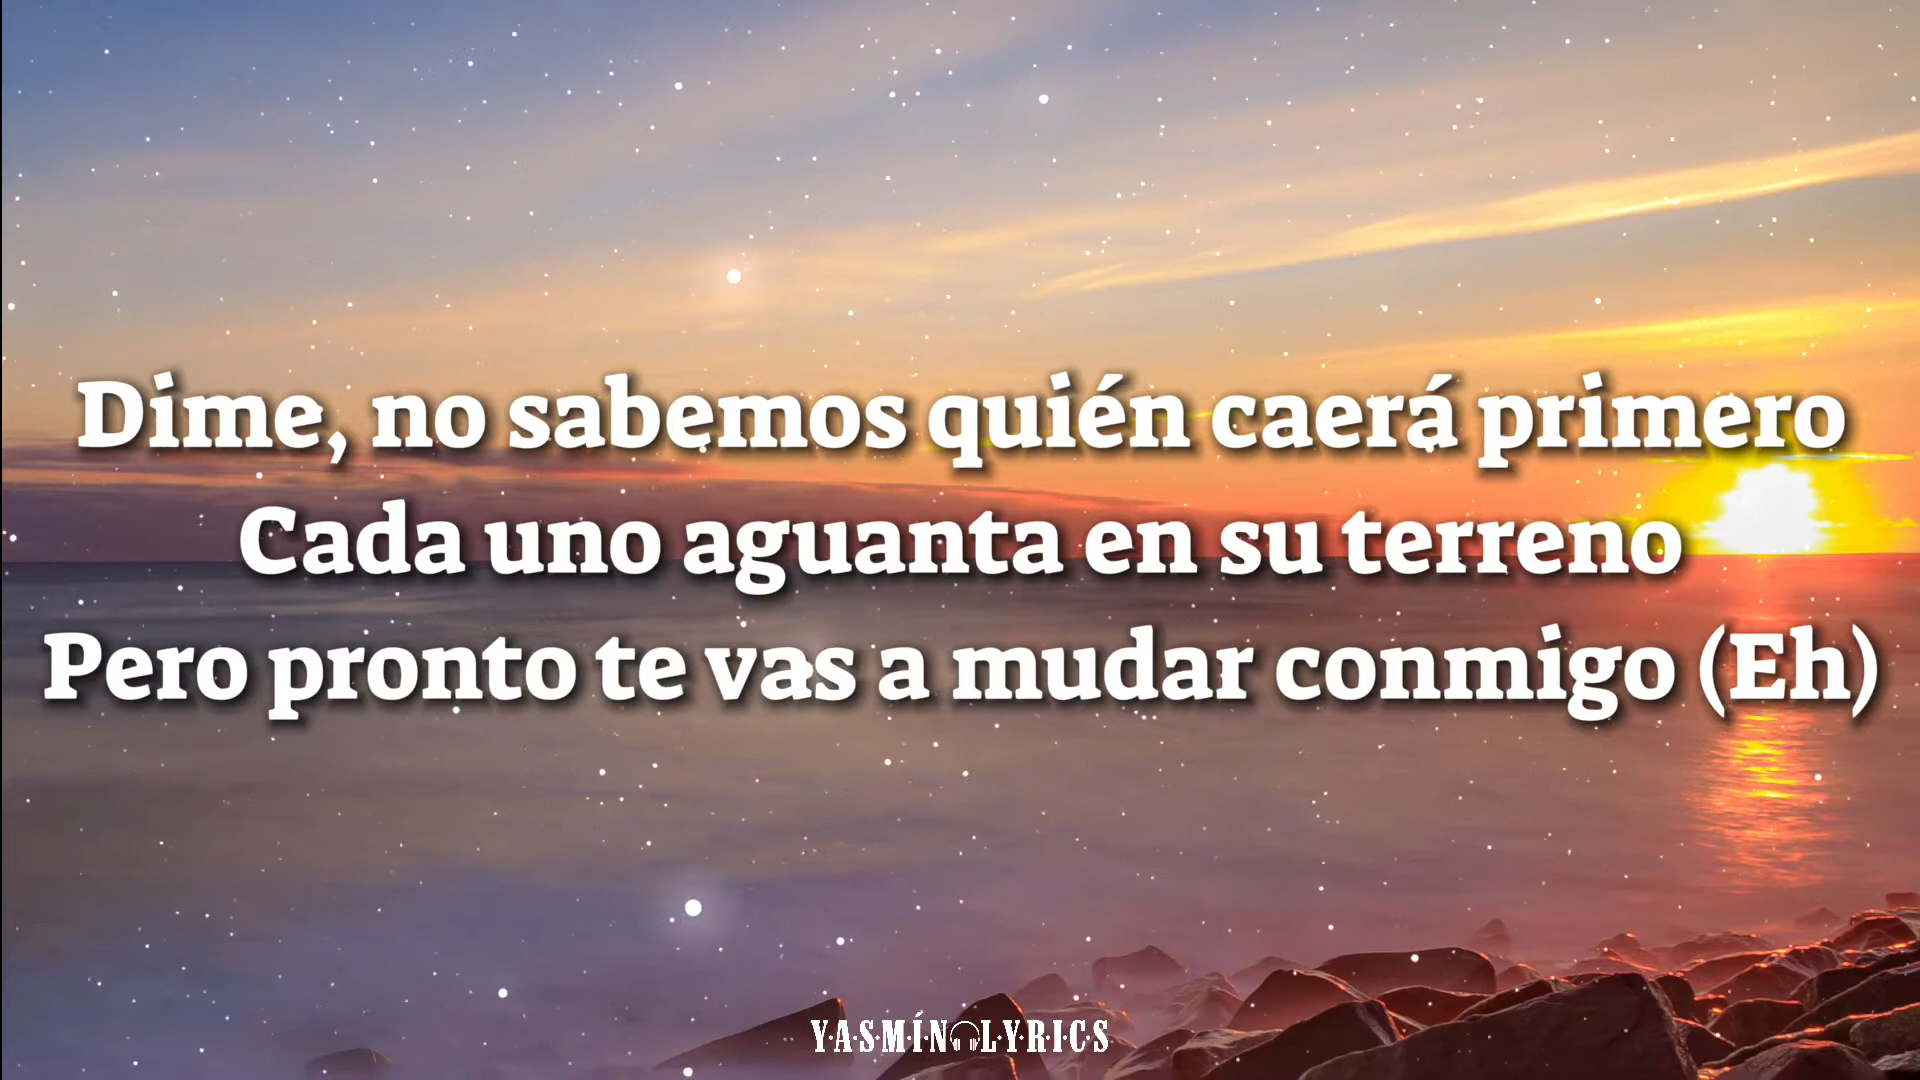 Dime, no sabemos quién caerá primero
Cada uno aguanta en su terreno
Pero pronto te vas a mudar conmigo (Eh)
YASMÍN LYRICS